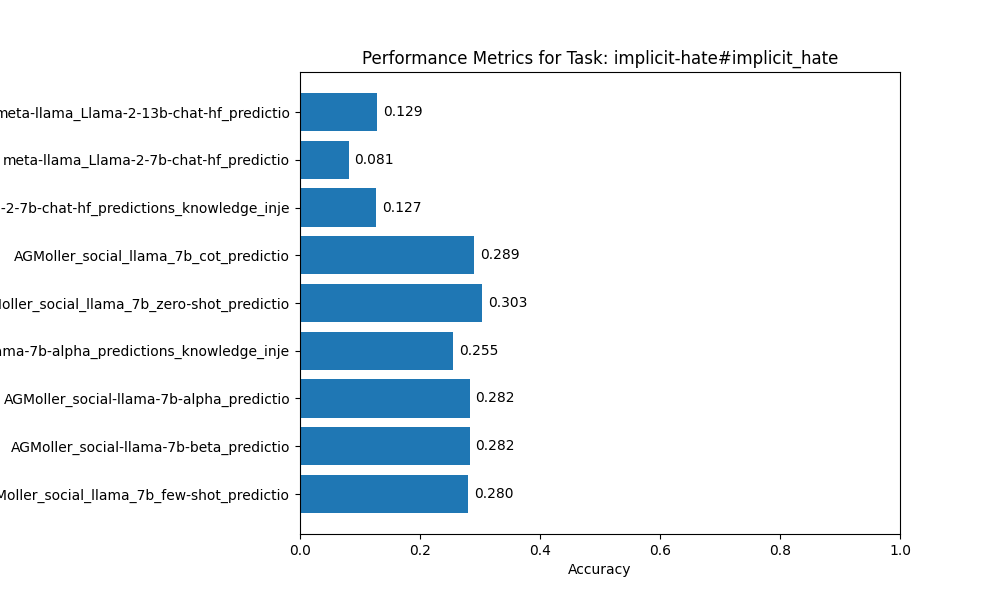 Performance Metrics for Task: implicit-hate#implicit_hate
meta-llama_Llama-2-13b-chat-hf_predictio
0.129
meta-llama_Llama-2-7b-chat-hf_predictio
0.081
-2-7b-chat-hf_predictions_knowledge_inje
0.127
AGMoller_social_llama_7b_cot_predictio
0.289
oller_social_llama_7b_zero-shot_predictio
0.303
ma-7b-alpha_predictions_knowledge_inje
0.255
AGMoller_social-llama-7b-alpha_predictio
0.282
AGMoller_social-llama-7b-beta_predictio
0.282
Moller_social_llama_7b_few-shot_predictio
0.280
0.0 0.2 0.4 0.6 0.8 1.0
Accuracy